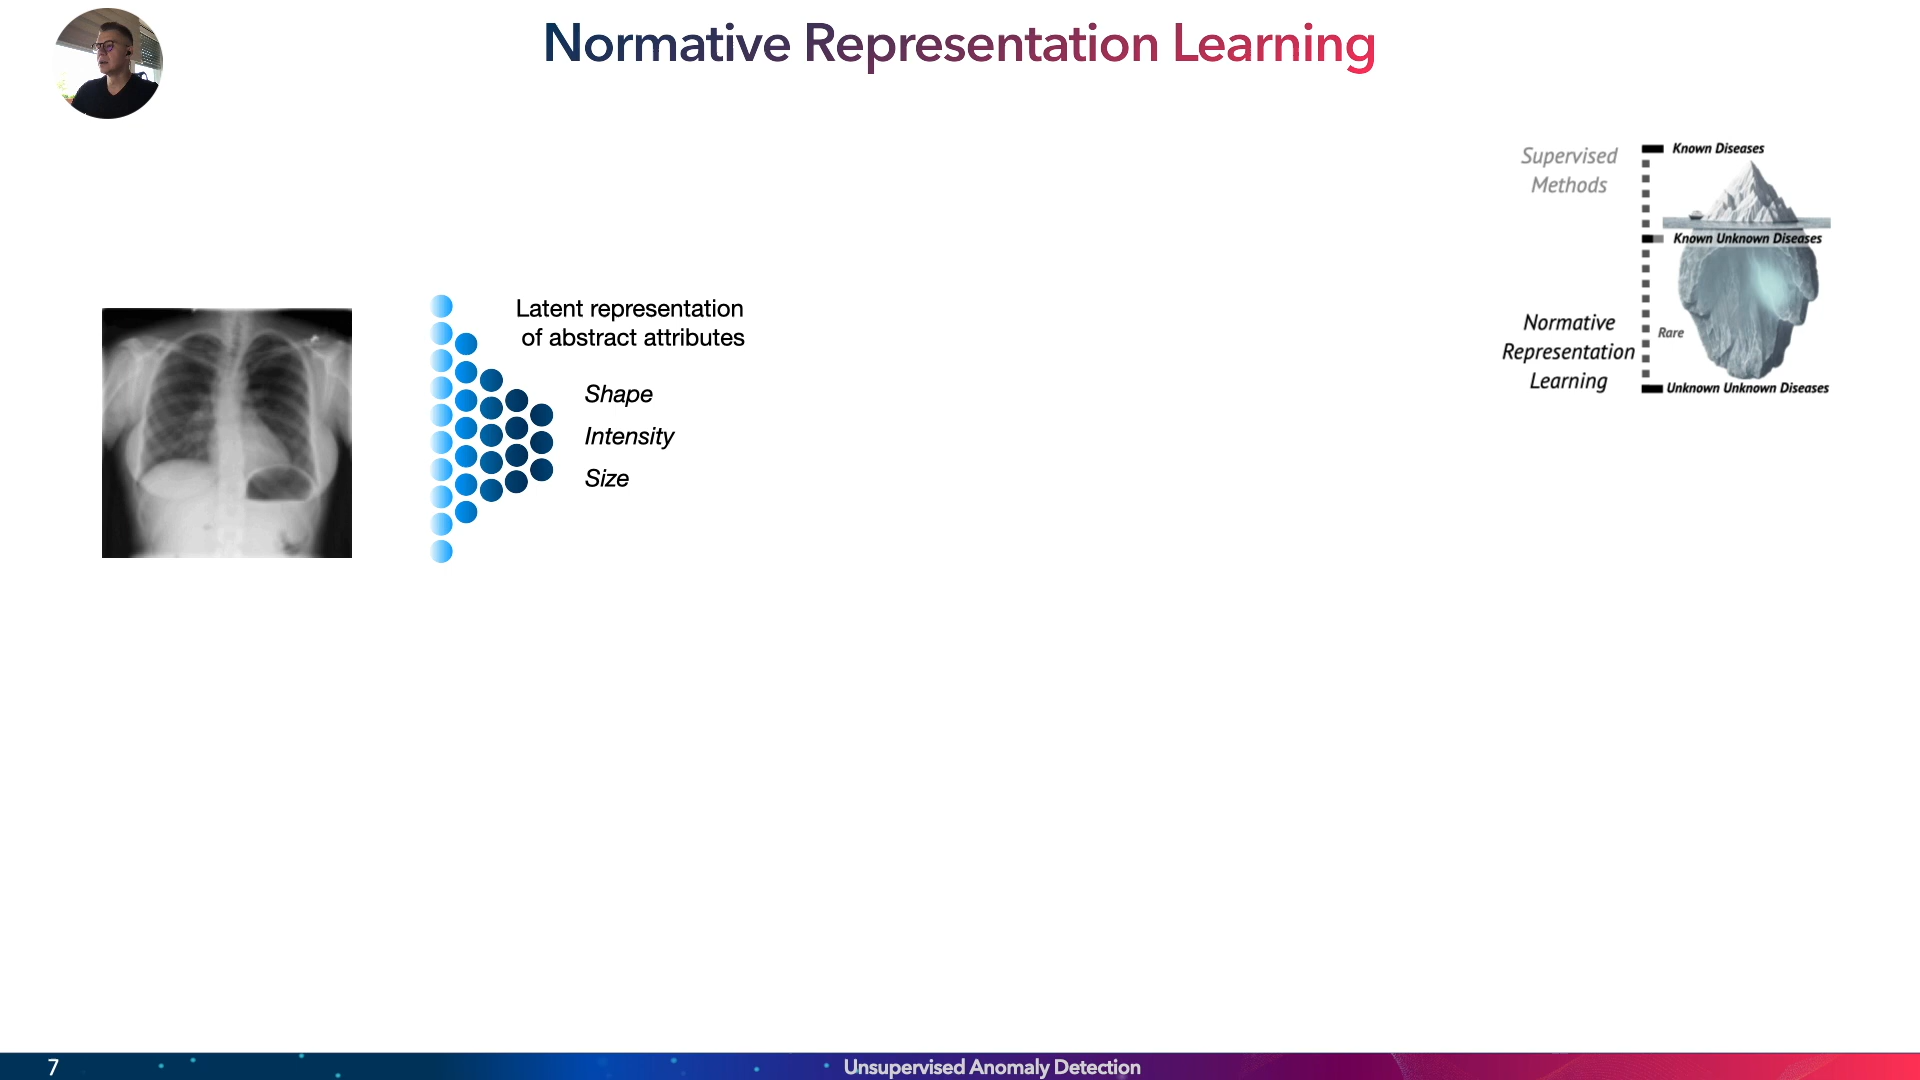 Normative Representation Learning
Supervised
Methods
Known Diseases
Known Unknown Diseases
Normative
Representation
Learning
Rare
Unknown Unknown Diseases
Latent representation
of abstract attributes
Shape
Intensity
Size
7
Unsupervised Anomaly Detection